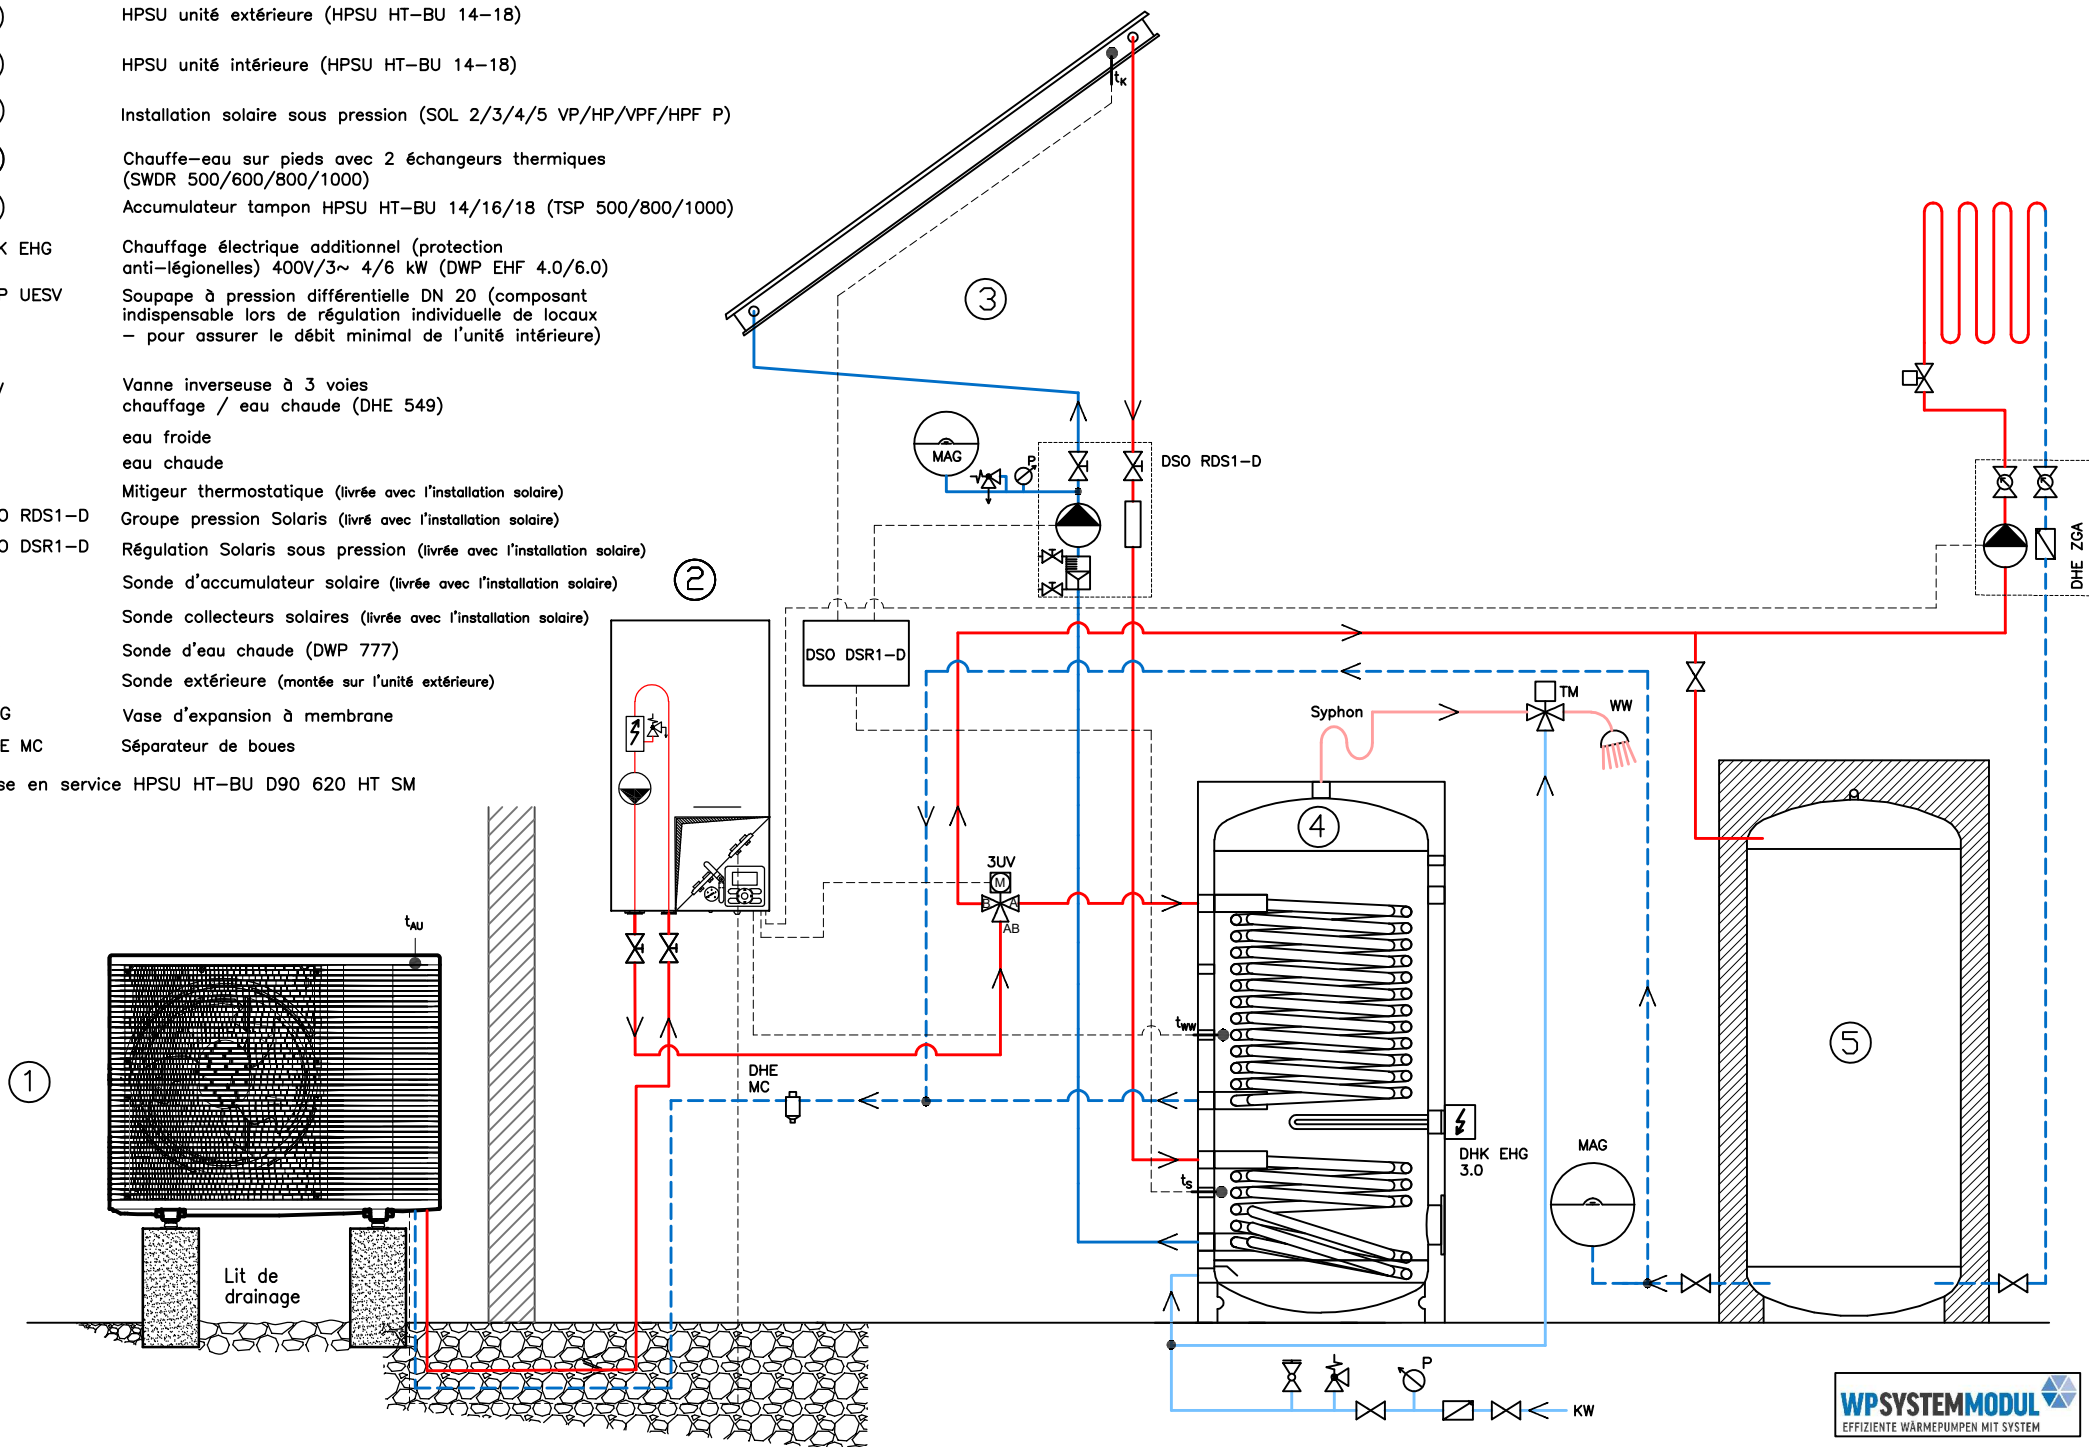 HPSU unité extérieure (HPSU HT-BU 14-18)
HPSU unité intérieure (HPSU HT-BU 14-18)
Installation solaire sous pression (SOL 2/3/4/5 VP/HP/VPF/HPF P)
Chauffe-eau sur pieds avec 2 échangeurs thermiques
(SWDR 500/600/800/1000)
Accumulateur tampon HPSU HT-BU 14/16/18 (TSP 500/800/1000)
K EHG Chauffage électrique additionnel (protection
anti-légionelles) 400V/3~ 4/6 kW (DWP EHF 4.0/6.0)
P UESV Soupape à pression différentielle DN 20 (composant
indispensable lors de régulation individuelle de locaux
- pour assurer le débit minimal de l'unité intérieure)
Vanne inverseuse à 3 voies
chauffage / eau chaude (DHE 549)
eau froide
eau chaude
Mitigeur thermostatique (livrée avec l'installation solaire)
O RDS1-D Groupe pression Solaris (livré avec l'installation solaire)
O DSR1-D Régulation Solaris sous pression (livrée avec l'installation solaire)
Sonde d'accumulateur solaire (livrée avec l'installation solaire)
Sonde collecteurs solaires (livrée avec l'installation solaire)
Sonde d'eau chaude (DWP 777)
Sonde extérieure (montée sur l'unité extérieure)
G Vase d'expansion à membrane
E MC Séparateur de boues
se en service HPSU HT-BU D90 620 HT SM
tK
3
MAG
P
DSO RDS1-D
DHE ZGA
2
DSO DSR1-D
TM
WW
Syphon
4
3UV
M
B
A
AB
tAU
1
tWW
5
DHE
MC
DHK EHG
3.0
MAG
tS
Lit de
drainage
P
KW
WPSYSTEMMODUL
EFFIZIENTE WÄRMEPUMPEN MIT SYSTEM